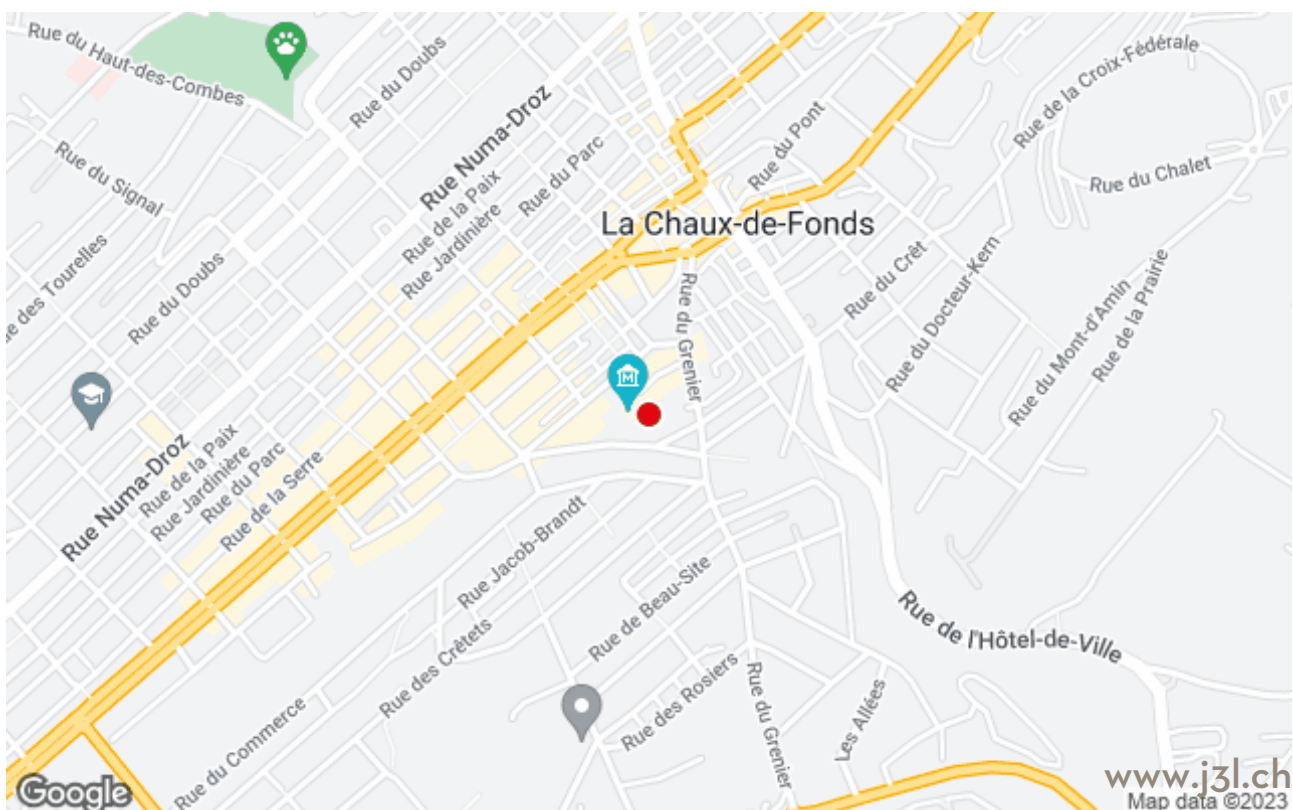 Rue du Haut-des-Combes
Rue du Doubs
Rue de la Croix-Fédérale
Rue Numa-Droz
Rue du Pont
Rue du Parc
Rue du Signal
Rue de la Paix
Rue du Chalet
Rue Jardinière
La Chaux-de-Fonds
ue des Tourelles
Rue du Doubs
Rue du Crêt
Rue du Docteur-Kern
Rue du Mont-d'Amin
Rue de la Prairie
Rue du Grenier
M
Rue Numa-Droz
Rue de la Paix
Rue Jardinière
Rue du Parc
Rue de la Serre
Rue Jacob-Brandt
Rue de Beau-Site
Rue de l'Hôtel-de-Ville
Rue des Crêtets
Rue des Rosiers
Rue du Grenier
Les Allées
Rue du Commerce
Google
www.j3l.ch
Map data ©2023